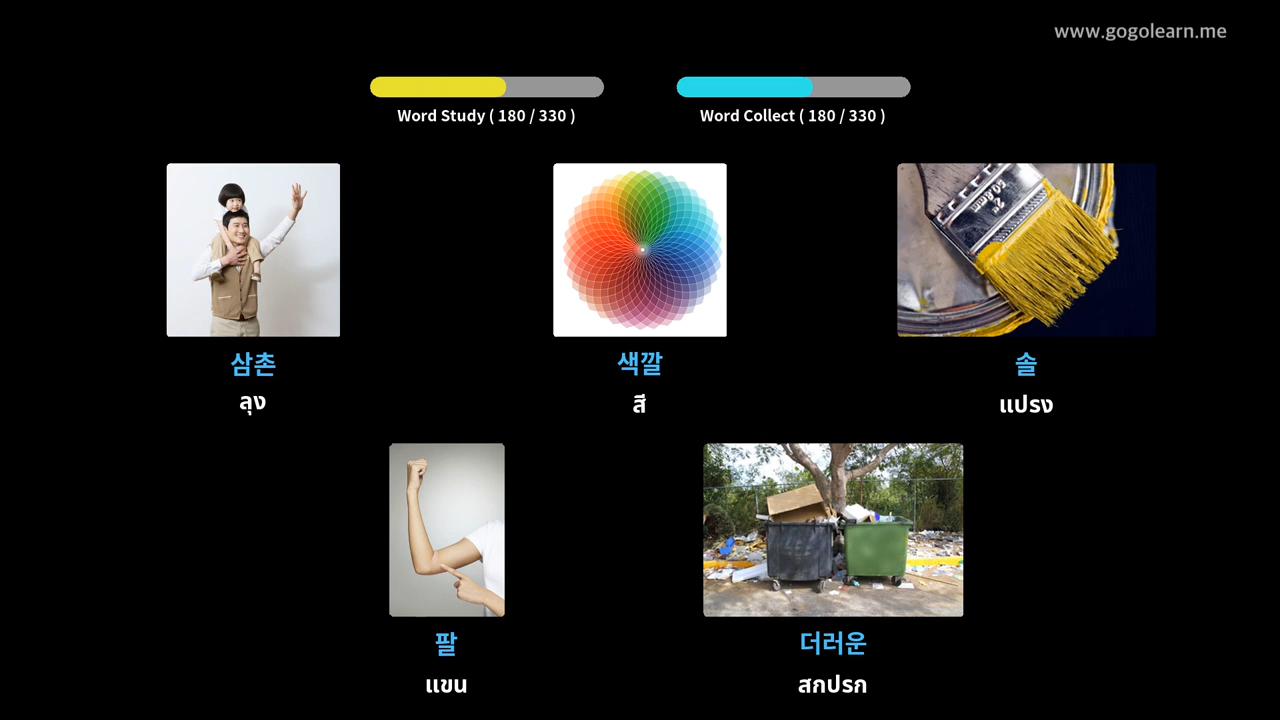 www.gogolearn.me
Word Study ( 180 / 330 )
Word Collect ( 180 / 330 )
삼촌
ลุง
색깔
สี
솔
แปรง
팔
แขน
더러운
สกปรก